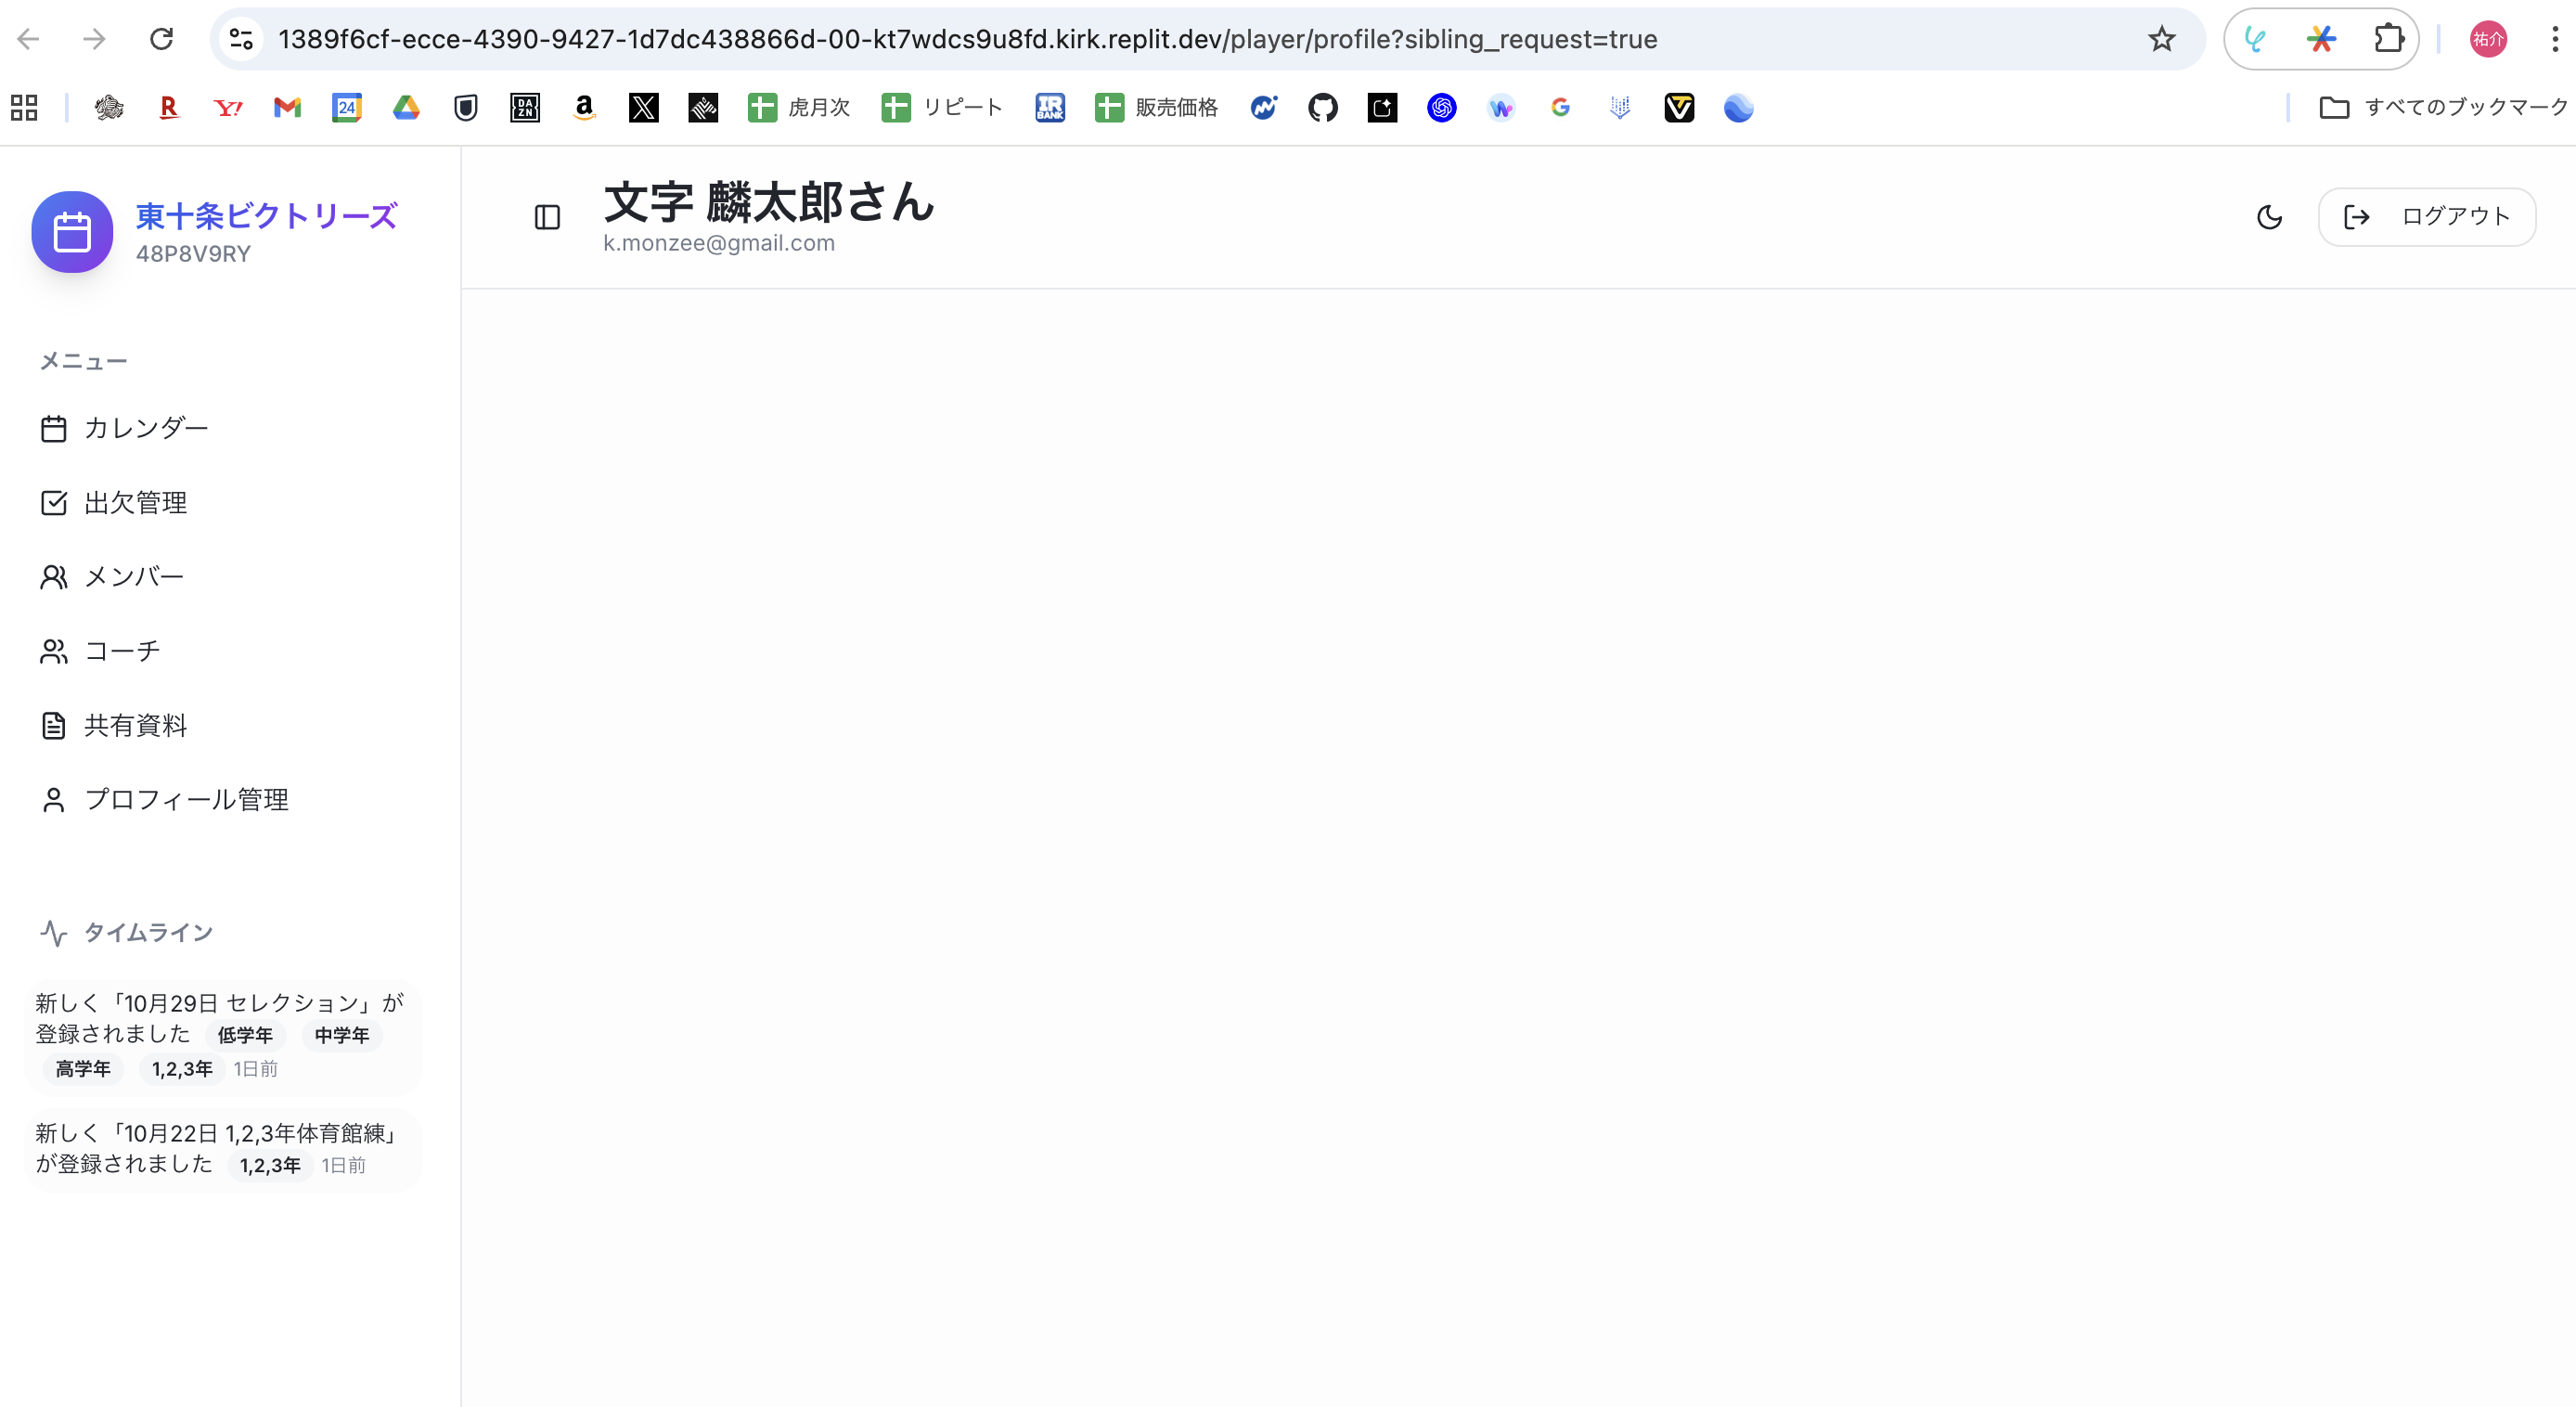 1389f6cf-ecce-4390-9427-1d7dc438866d-00-kt7wdcs9u8fd.kirk.replit.dev/player/profile?sibling_request=true
祐介
R
Y!
24
DA
ZN
a
X
虎月次
リピート
IR
BANK
販売価格
G
すべてのブックマーク
東十条ビクトリーズ
48P8V9RY
文字 麟太郎さん
k.monzee@gmail.com
ログアウト
メニュー
カレンダー
出欠管理
メンバー
コーチ
共有資料
プロフィール管理
タイムライン
新しく「10月29日 セレクション」が
登録されました 低学年 中学年
高学年 1,2,3年 1日前
新しく「10月22日 1,2,3年体育館練」
が登録されました 1,2,3年 1日前